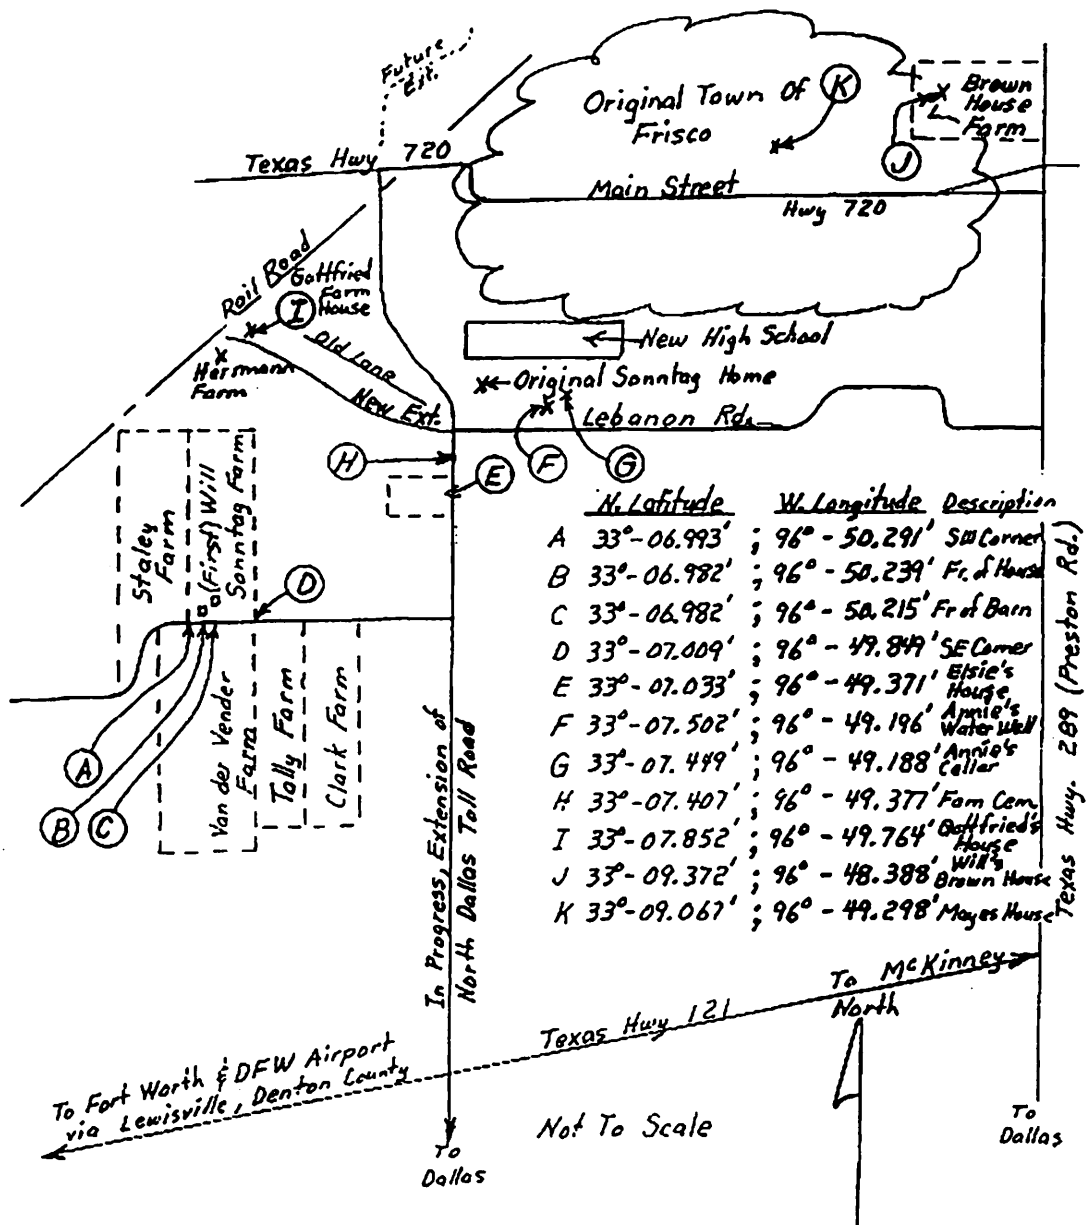 Future
Ext.
Original Town Of
Frisco
K
Brown
House
Farm
J
Texas Hwy 720
Main Street
Hwy 720
Rail Road
Gottfried
Farm
House
I
Old Lane
New High School
Hermann
Farm
New Ext.
Original Sonntag Home
Lebanon Rd.
H
E
F
G
Staley
Farm
(First) Will
Sonntag Farm
D
N. Latitude W. Longitude Description
A 33°-06.993' ; 96°-50.291' SW Corner
B 33°-06.982' ; 96°-50.239' Fr. of House
C 33°-06.982' ; 96°-50.215' Fr of Barn
D 33°-07.009' ; 96°-49.849' SE Corner
E 33°-07.033' ; 96°-49.371' Elsie's House
F 33°-07.502' ; 96°-49.196' Annie's Water Well
G 33°-07.449' ; 96°-49.188' Annie's Cellar
H 33°-07.407' ; 96°-49.377' Fam Cem.
I 33°-07.852' ; 96°-49.764' Gottfried's House
J 33°-09.372' ; 96°-48.388' Will's Brown House
K 33°-09.067' ; 96°-49.298' Mayes House
Texas Hwy. 289 (Preston Rd.)
A
B
C
Van der Vender
Farm
Tally Farm
Clark Farm
In Progress, Extension of
North Dallas Toll Road
To McKinney
North
Texas Hwy 121
To Fort Worth & DFW Airport
via Lewisville, Denton County
Not To Scale
To
Dallas
To
Dallas